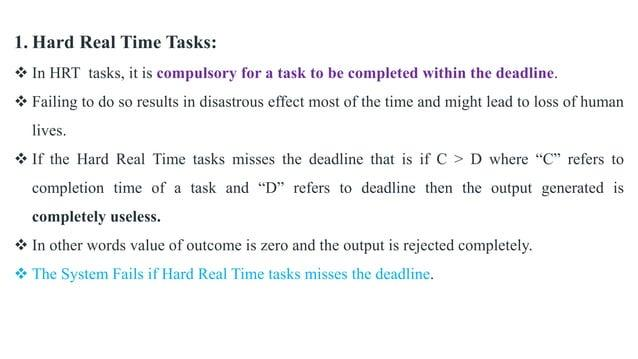 1. Hard Real Time Tasks:
❖ In HRT tasks, it is compulsory for a task to be completed within the deadline.
❖ Failing to do so results in disastrous effect most of the time and might lead to loss of human
lives.
❖ If the Hard Real Time tasks misses the deadline that is if C > D where “C” refers to
completion time of a task and “D” refers to deadline then the output generated is
completely useless.
❖ In other words value of outcome is zero and the output is rejected completely.
❖ The System Fails if Hard Real Time tasks misses the deadline.